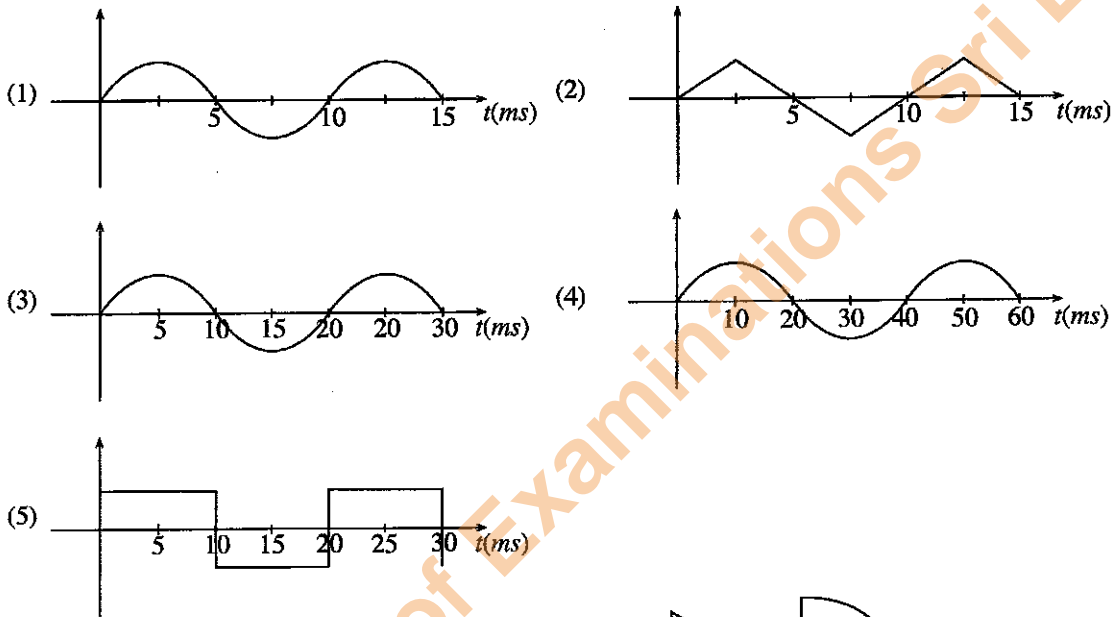 (1) 5 10 15 t(ms)
(2) 5 10 15 t(ms)
(3) 5 10 15 20 20 30 t(ms)
(4) 10 20 30 40 50 60 t(ms)
(5) 5 10 15 20 25 30 t(ms)
of Examinations Sri